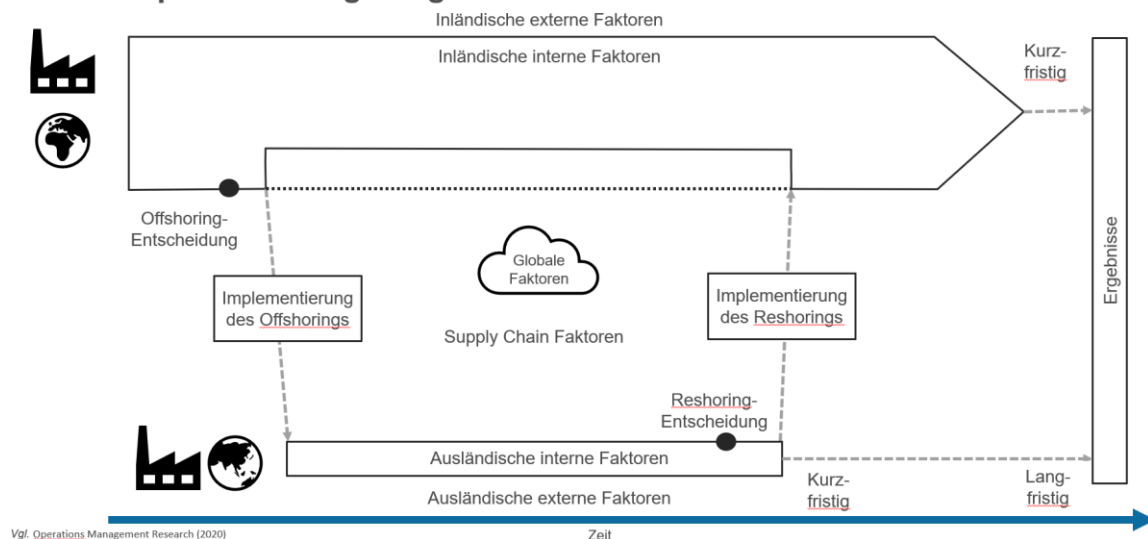 Inländische externe Faktoren
Inländische interne Faktoren
Kurz-
fristig
Offshoring-
Entscheidung
Globale
Faktoren
Implementierung
des Offshorings
Implementierung
des Reshorings
Supply Chain Faktoren
Ergebnisse
Reshoring-
Entscheidung
Ausländische interne Faktoren
Ausländische externe Faktoren
Kurz-
fristig
Lang-
fristig
Vgl. Operations Management Research (2020)
Zeit